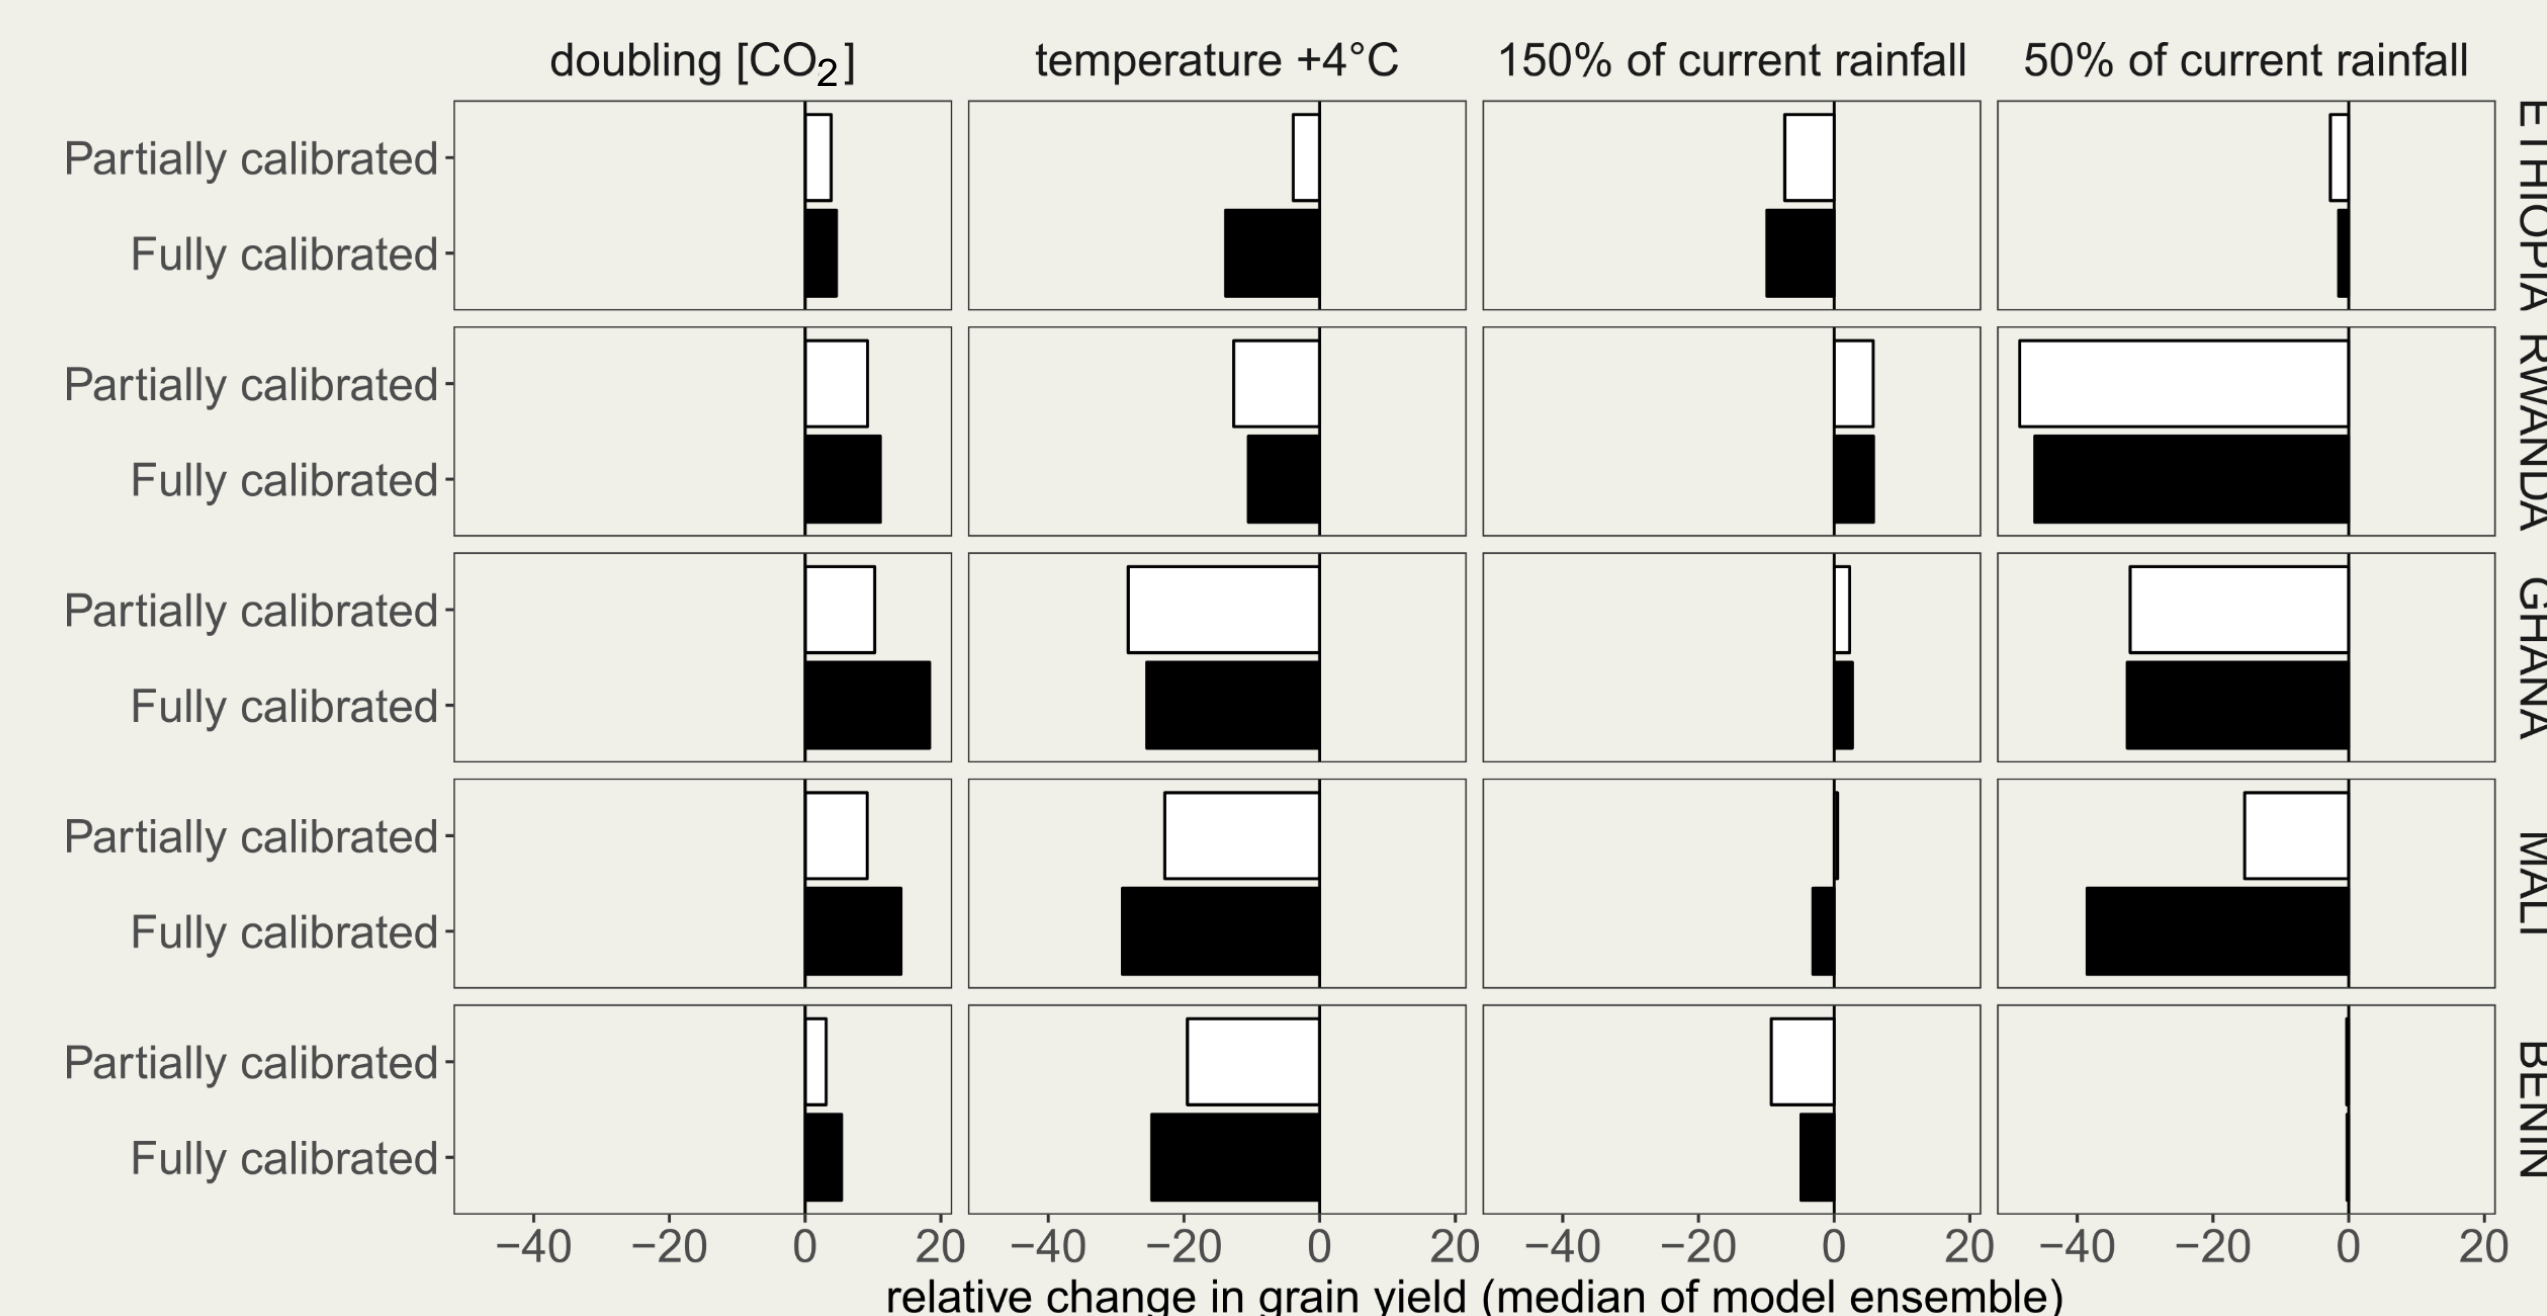 doubling [CO₂] temperature +4°C 150% of current rainfall 50% of current rainfall
Partially calibrated
Fully calibrated
ETHIOPIA
Partially calibrated
Fully calibrated
RWANDA
Partially calibrated
Fully calibrated
GHANA
Partially calibrated
Fully calibrated
MALI
Partially calibrated
Fully calibrated
BENIN
−40 −20 0 20 −40 −20 0 20 −40 −20 0 20 −40 −20 0 20
relative change in grain yield (median of model ensemble)